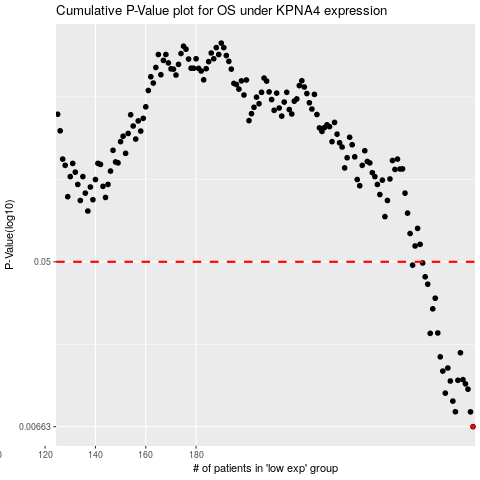 Cumulative P-Value plot for OS under KPNA4 expression
P-Value(log10)
0.05
0.00663
0
120
140
160
180
# of patients in 'low exp' group